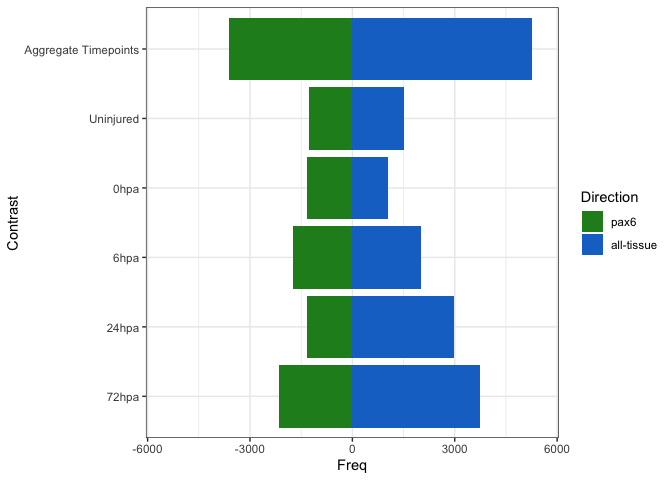 Contrast
Aggregate Timepoints
Uninjured
0hpa
6hpa
24hpa
72hpa
-6000 -3000 0 3000 6000
Freq
Direction
pax6
all-tissue